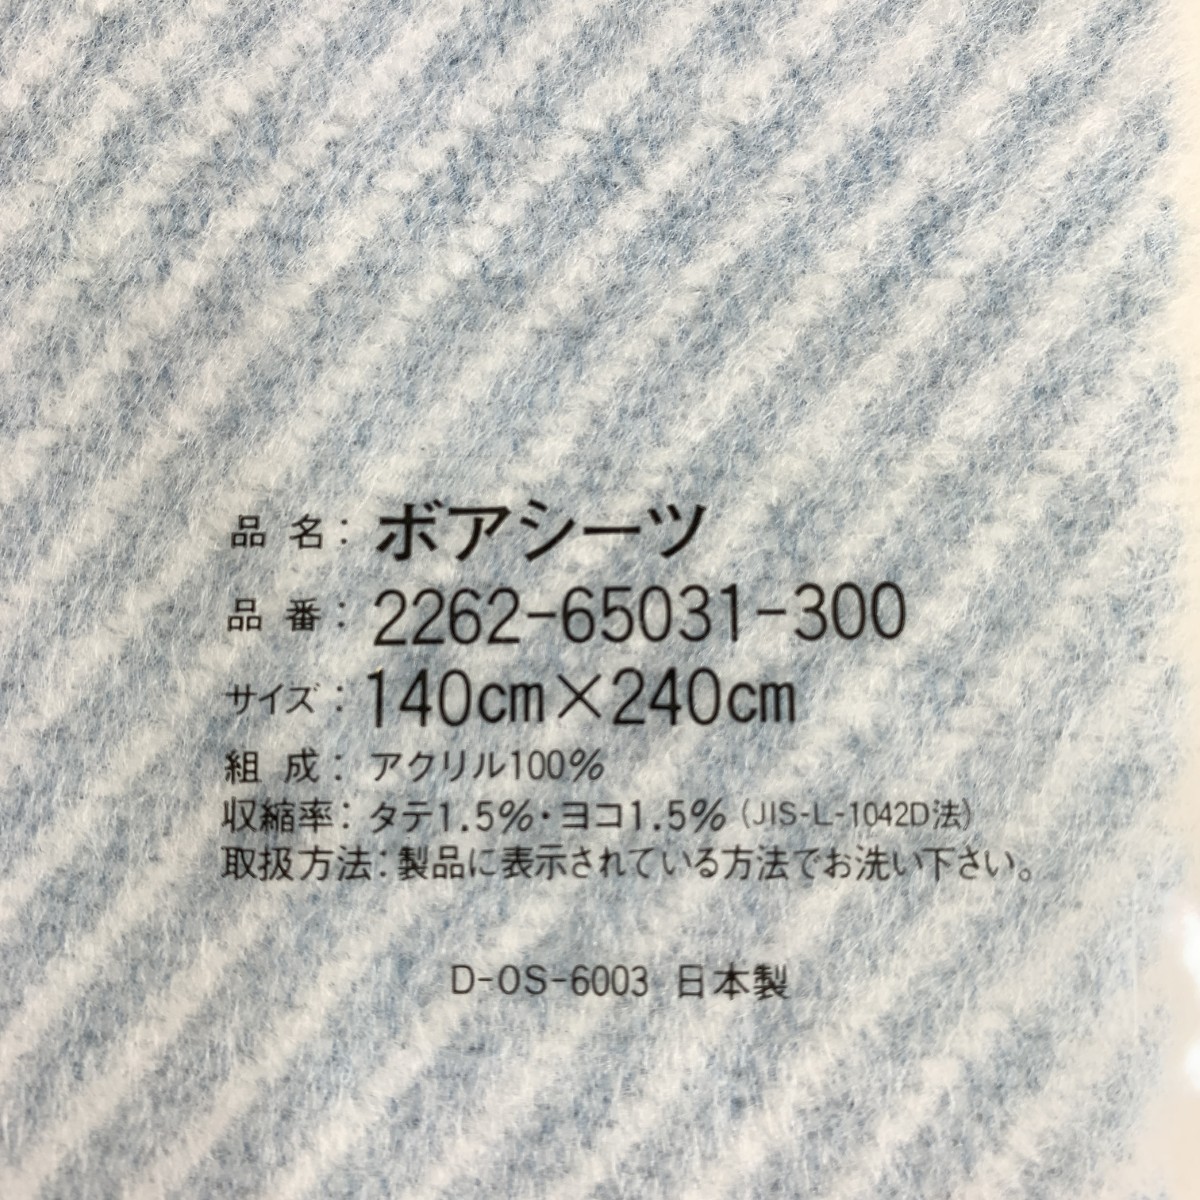 品 名：ボアシーツ
品 番：2262-65031-300
サイズ：140cm×240cm
組 成：アクリル100%
収縮率：タテ1.5%・ヨコ1.5%（JIS-L-1042D法）
取扱方法：製品に表示されている方法でお洗い下さい。
D-OS-6003 日本製